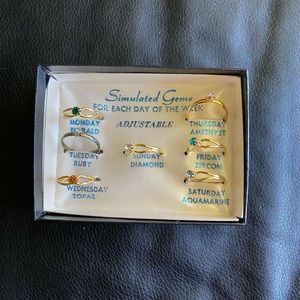 Simulated Gems
FOR EACH DAY OF THE WEEK
ADJUSTABLE
MONDAY
EMERALD
THURSDAY
AMETHYST
TUESDAY
RUBY
SUNDAY
DIAMOND
FRIDAY
ZIRCON
WEDNESDAY
TOPAZ
SATURDAY
AQUAMARINE